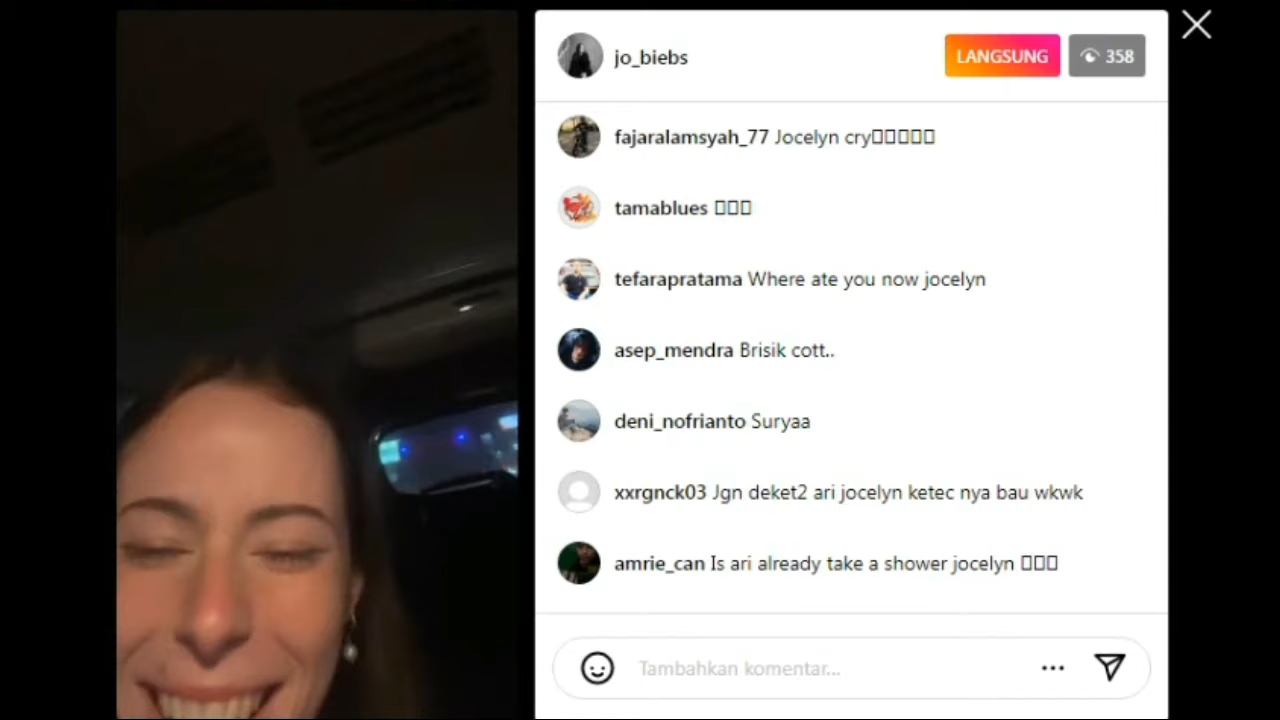 jo_biebs
LANGSUNG
358
fajaralamsyah_77 Jocelyn cry▯▯▯▯▯
tamablues ▯▯▯
tefarapratama Where ate you now jocelyn
asep_mendra Brisik cott..
deni_nofrianto Suryaa
xxrgnck03 Jgn deket2 ari jocelyn ketec nya bau wkwk
amrie_can Is ari already take a shower jocelyn ▯▯▯
Tambahkan komentar...